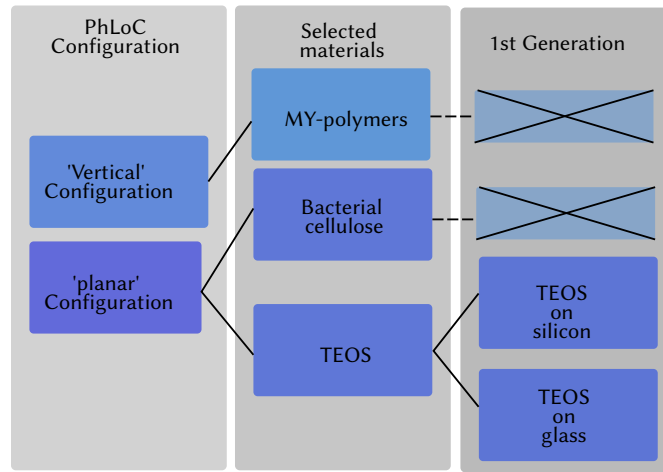 PhLoC
Configuration
Selected
materials
1st Generation
MY-polymers
'Vertical'
Configuration
Bacterial
cellulose
'planar'
Configuration
TEOS
TEOS
on
silicon
TEOS
on
glass